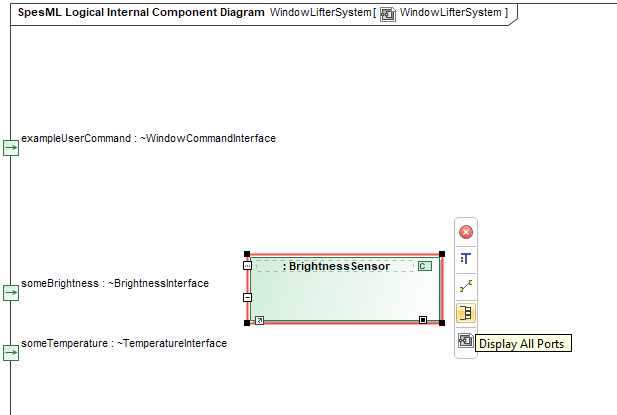 SpesML Logical Internal Component Diagram WindowLifterSystem[ WindowLifterSystem ]
exampleUserCommand : ~WindowCommandInterface
: BrightnessSensor C
someBrightness : ~BrightnessInterface
someTemperature : ~TemperatureInterface
Display All Ports